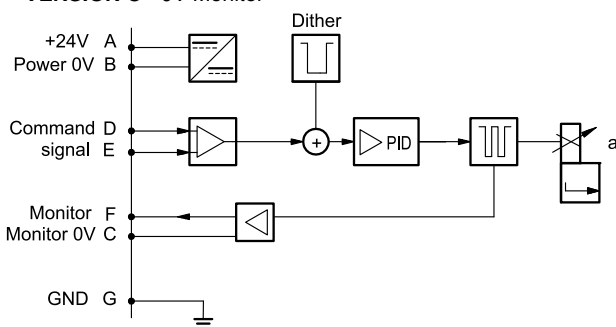 +24V A
Power 0V B
Dither
Command D
signal E
+
PID
a
Monitor F
Monitor 0V C
GND G